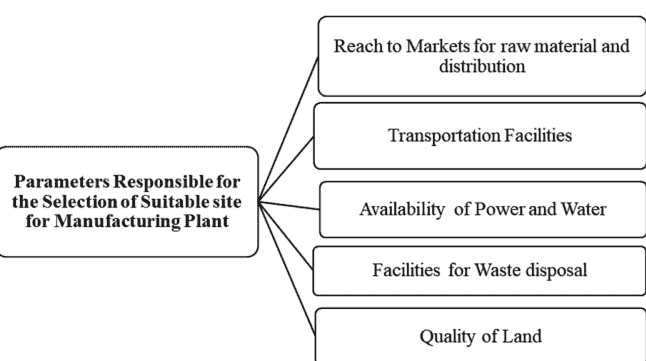 Reach to Markets for raw material and
distribution
Transportation Facilities
Parameters Responsible for
the Selection of Suitable site
for Manufacturing Plant
Availability of Power and Water
Facilities for Waste disposal
Quality of Land